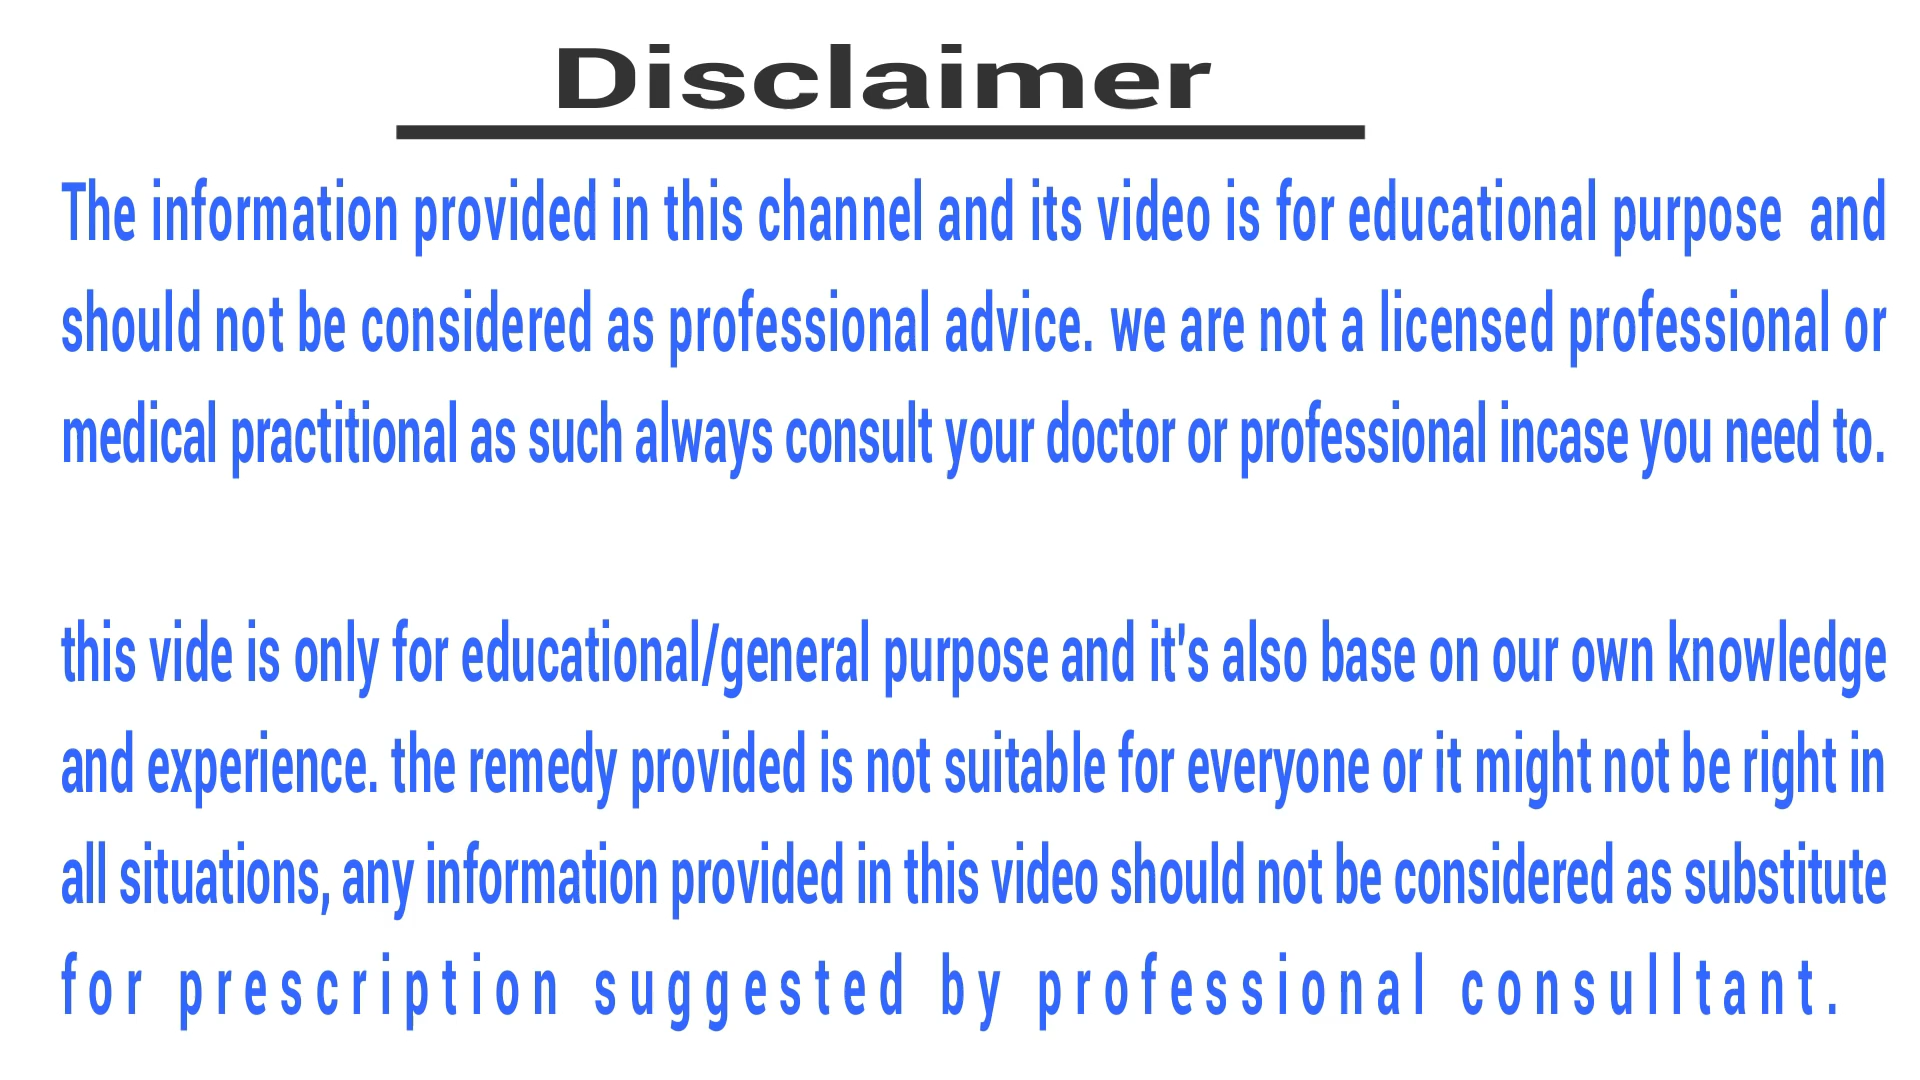 Disclaimer
The information provided in this channel and its video is for educational purpose  and
should not be considered as professional advice. we are not a licensed professional or
medical practitional as such always consult your doctor or professional incase you need to.
this vide is only for educational/general purpose and it's also base on our own knowledge
and experience. the remedy provided is not suitable for everyone or it might not be right in
all situations, any information provided in this video should not be considered as substitute
for prescription suggested by professional consulltant.